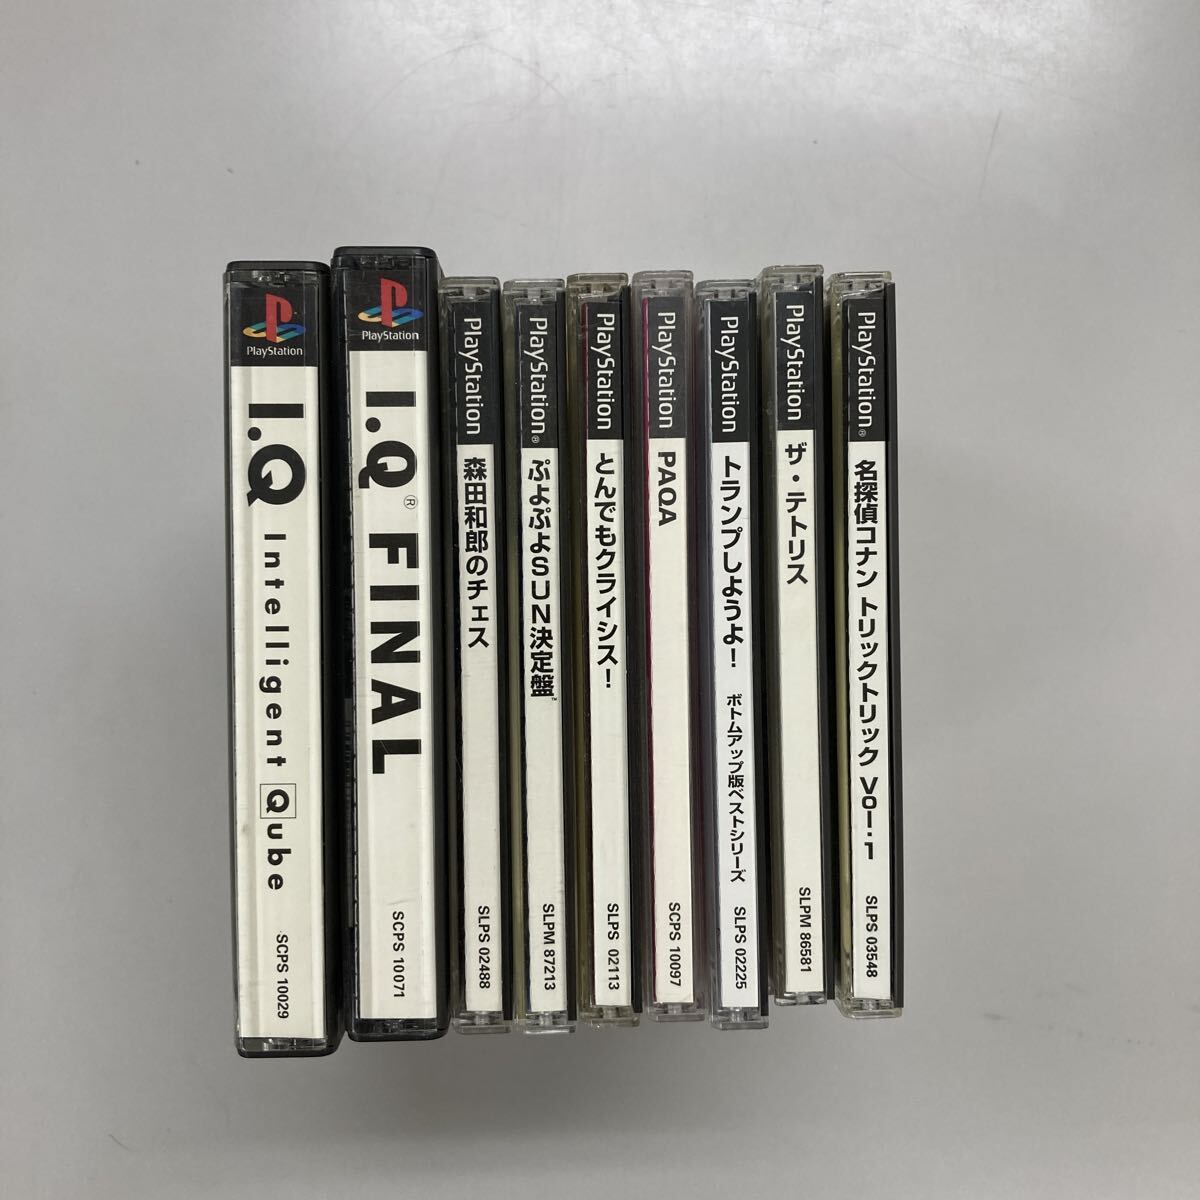 PlayStation
I.Q Intelligent Qube
SCPS 10029
PlayStation
I.Q® FINAL
SCPS 10071
PlayStation
森田和郎のチェス
SLPS 02488
PlayStation®
ぷよぷよSUN決定盤™
SLPM 87213
PlayStation
とんでもクライシス!
SLPS 02113
PlayStation
PAQA
SCPS 10097
PlayStation
トランプしようよ! ボトムアップ版ベストシリーズ
SLPS 02225
PlayStation
ザ・テトリス
SLPM 86581
PlayStation®
名探偵コナン トリックトリック Vol.1
SLPS 03548